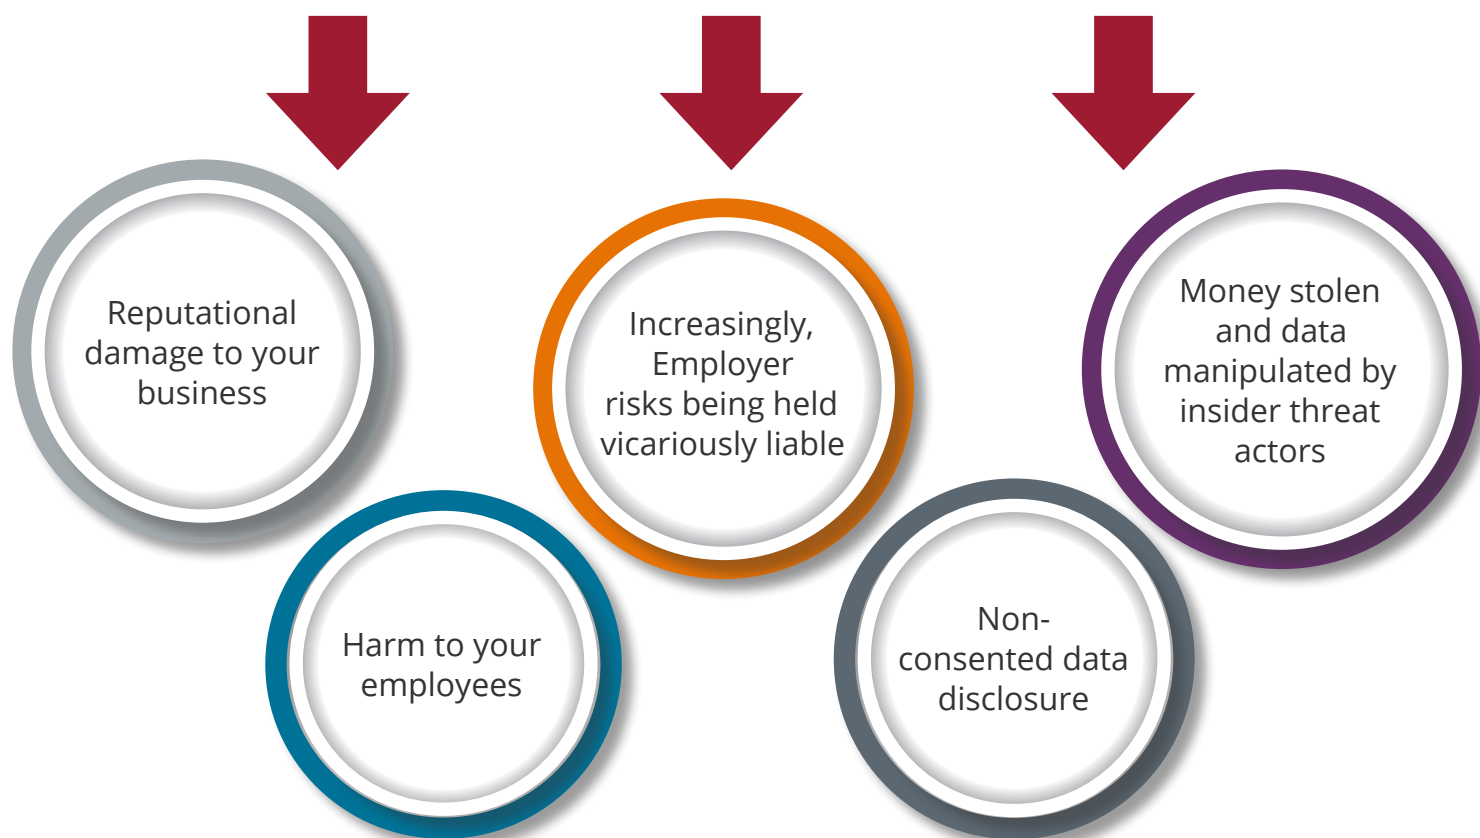 Reputational
damage to your
business
Harm to your
employees
Increasingly,
Employer
risks being held
vicariously liable
Non-
consented data
disclosure
Money stolen
and data
manipulated by
insider threat
actors